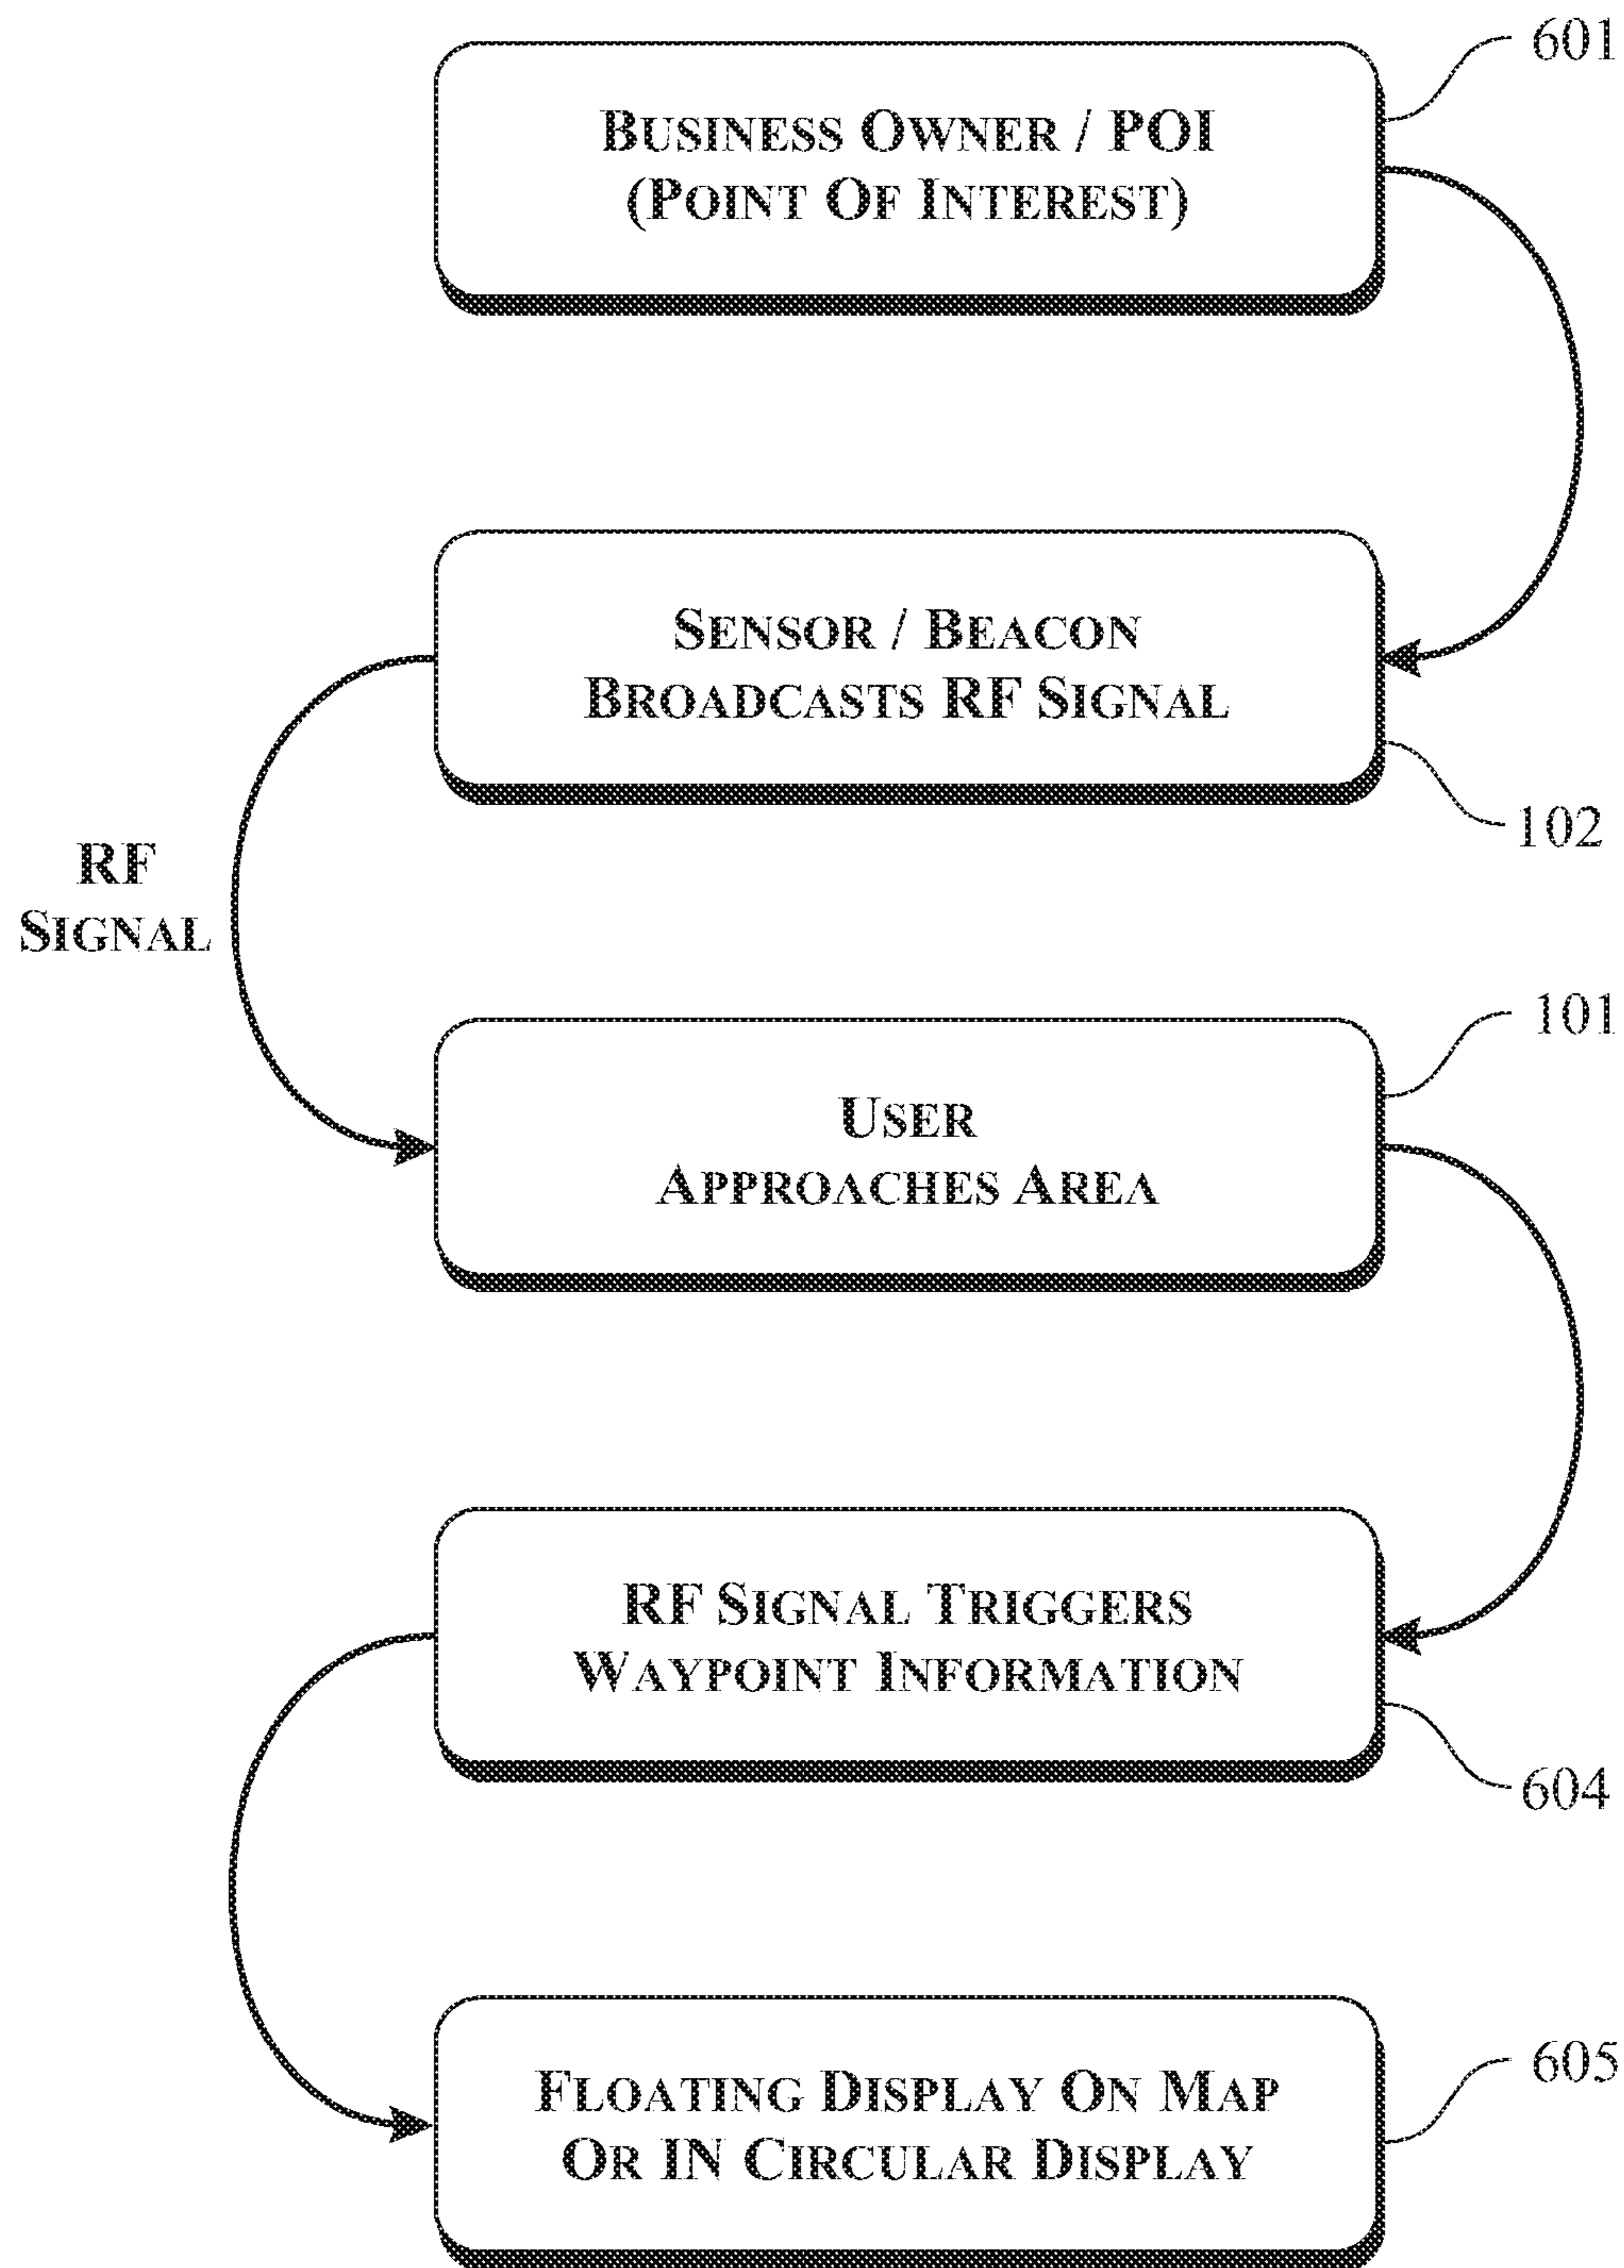 601
BUSINESS OWNER / POI
(POINT OF INTEREST)
SENSOR / BEACON
BROADCASTS RF SIGNAL
102
RF
SIGNAL
101
USER
APPROACHES AREA
RF SIGNAL TRIGGERS
WAYPOINT INFORMATION
604
605
FLOATING DISPLAY ON MAP
OR IN CIRCULAR DISPLAY